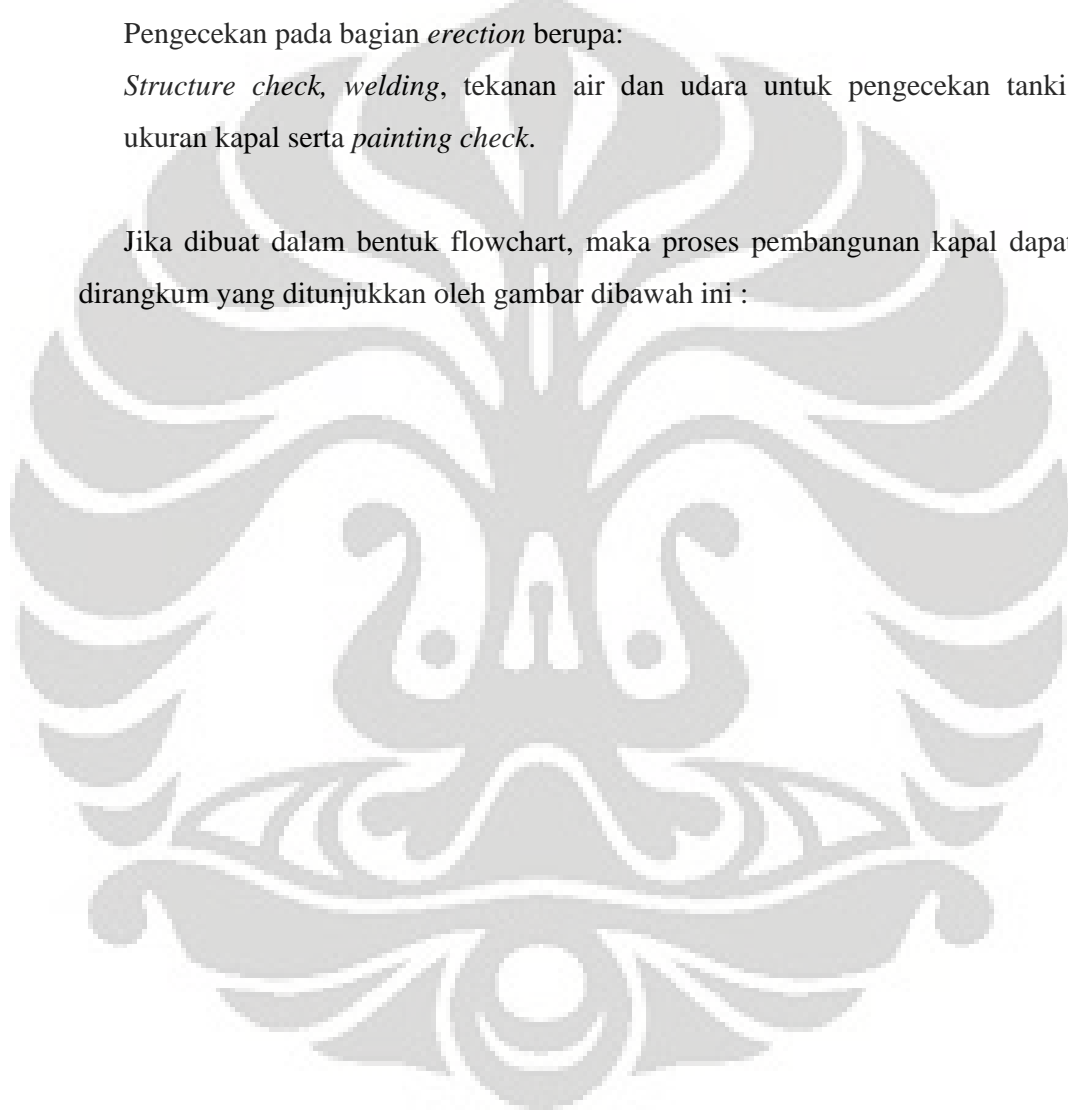 Pengecekan pada bagian erection berupa:
Structure check, welding, tekanan air dan udara untuk pengecekan tanki
ukuran kapal serta painting check.
Jika dibuat dalam bentuk flowchart, maka proses pembangunan kapal dapat
dirangkum yang ditunjukkan oleh gambar dibawah ini :